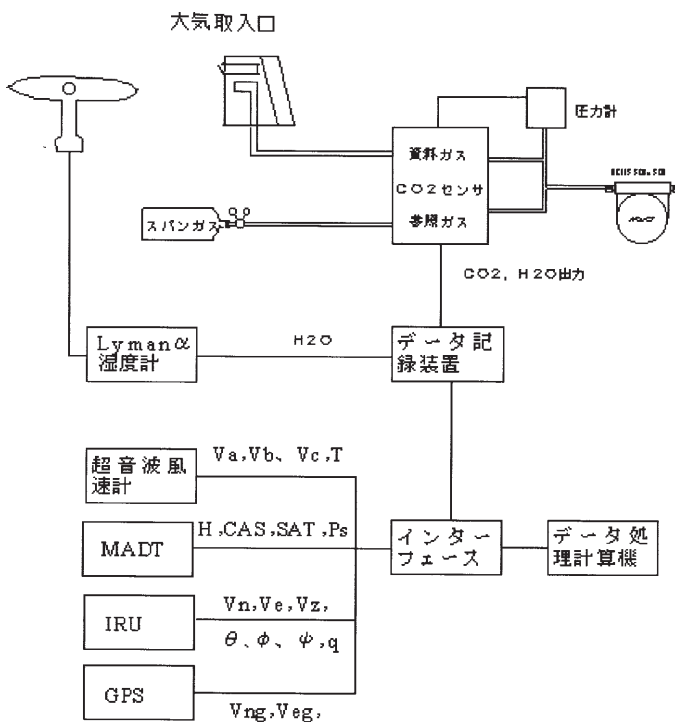 大気取入口
圧力計
資料ガス
CO2センサ
参照ガス
スパンガス
CO2, H2O出力
Lymanα
湿度計
H2O
データ記
録装置
超音波風
速計
Va,Vb、Vc,T
MADT
H,CAS,SAT,Ps
インター
フェース
データ処
理計算機
IRU
Vn,Ve,Vz,
θ、φ、ψ,q
GPS
Vng,Veg,